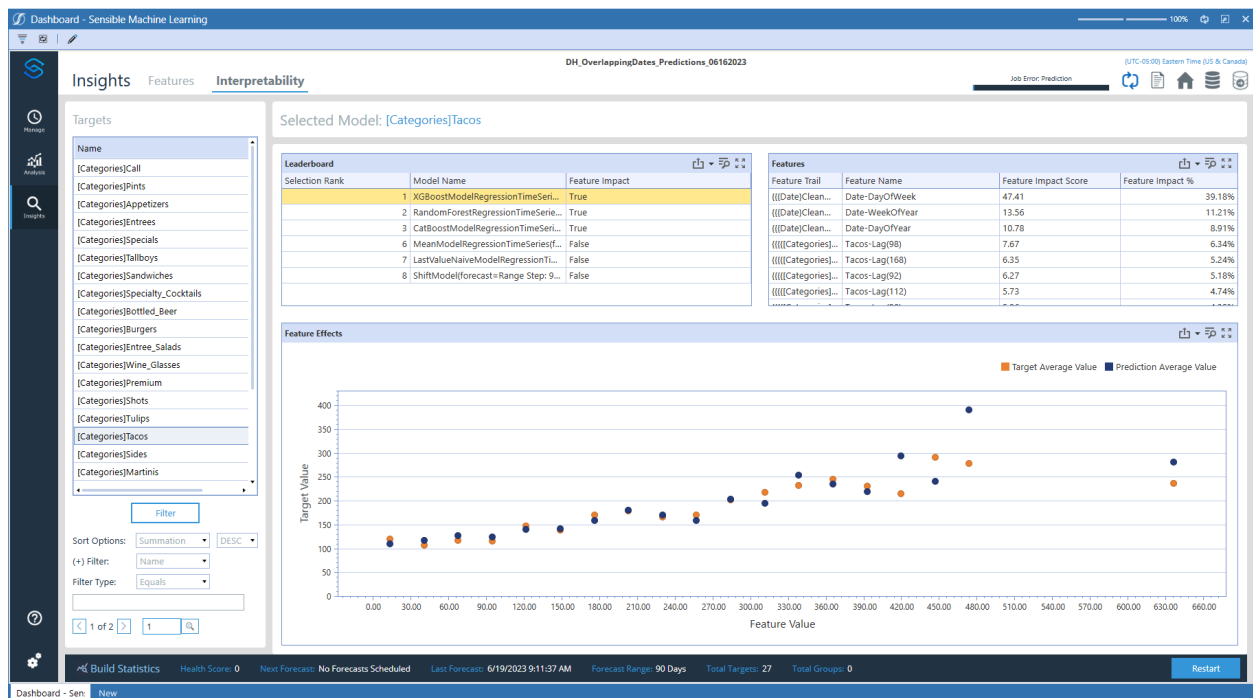 Dashboard - Sensible Machine Learning
100%
DH_OverlappingDates_Predictions_06162023
(UTC-05:00) Eastern Time (US & Canada)
Insights Features Interpretability
Job Error: Prediction
Manage
Analysis
Insights
Targets
Name
[Categories]Call
[Categories]Pints
[Categories]Appetizers
[Categories]Entrees
[Categories]Specials
[Categories]Tallboys
[Categories]Sandwiches
[Categories]Specialty_Cocktails
[Categories]Bottled_Beer
[Categories]Burgers
[Categories]Entree_Salads
[Categories]Wine_Glasses
[Categories]Premium
[Categories]Shots
[Categories]Tulips
[Categories]Tacos
[Categories]Sides
[Categories]Martinis
Filter
Sort Options: Summation DESC
(+) Filter: Name
Filter Type: Equals
1 of 2 1
Selected Model: [Categories]Tacos
Leaderboard
Selection Rank Model Name Feature Impact
1 XGBoostModelRegressionTimeSeri... True
2 RandomForestRegressionTimeSerie... True
3 CatBoostModelRegressionTimeSeri... True
6 MeanModelRegressionTimeSeries(f... False
7 LastValueNaiveModelRegressionTi... False
8 ShiftModel(forecast=Range Step: 9... False
Features
Feature Trail Feature Name Feature Impact Score Feature Impact %
(((Date)Clean... Date-DayOfWeek 47.41 39.18%
(((Date)Clean... Date-WeekOfYear 13.56 11.21%
(((Date)Clean... Date-DayOfYear 10.78 8.91%
(((([Categories]... Tacos-Lag(98) 7.67 6.34%
(((([Categories]... Tacos-Lag(168) 6.35 5.24%
(((([Categories]... Tacos-Lag(92) 6.27 5.18%
(((([Categories]... Tacos-Lag(112) 5.73 4.74%
Feature Effects
Target Average Value Prediction Average Value
Target Value
400
350
300
250
200
150
100
50
0
0.00 30.00 60.00 90.00 120.00 150.00 180.00 210.00 240.00 270.00 300.00 330.00 360.00 390.00 420.00 450.00 480.00 510.00 540.00 570.00 600.00 630.00 660.00
Feature Value
Build Statistics Health Score: 0 Next Forecast: No Forecasts Scheduled Last Forecast: 6/19/2023 9:11:37 AM Forecast Range: 90 Days Total Targets: 27 Total Groups: 0 Restart
Dashboard - Sen: New